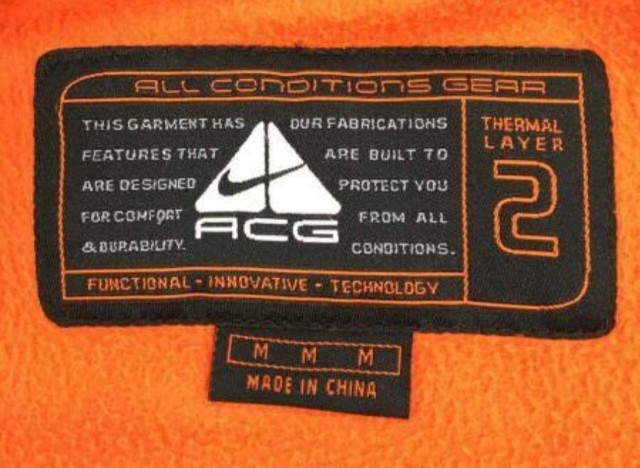 ALL CONDITIONS GEAR
THIS GARMENT HAS
FEATURES THAT
ARE DESIGNED
FOR COMFORT
& DURABILITY.
ACG
OUR FABRICATIONS
ARE BUILT TO
PROTECT YOU
FROM ALL
CONDITIONS.
THERMAL
LAYER
2
FUNCTIONAL - INNOVATIVE - TECHNOLOGY
M M M
MADE IN CHINA